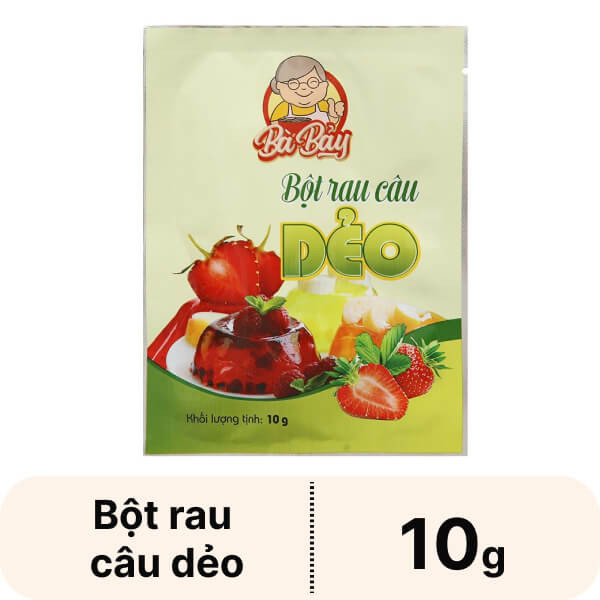 Bà Bảy
Bột rau câu
DẺO
Khối lượng tịnh: 10 g
Bột rau
câu dẻo
10g